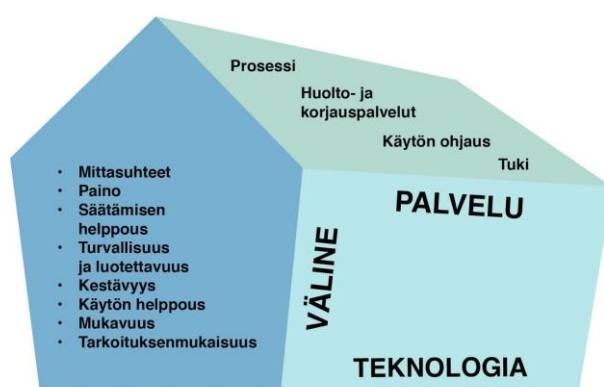 Prosessi
Huolto- ja
korjauspalvelut
Käytön ohjaus
Tuki
• Mittasuhteet
• Paino
• Säätämisen
helppous
• Turvallisuus
ja luotettavuus
• Kestävyys
• Käytön helppous
• Mukavuus
• Tarkoituksenmukaisuus
PALVELU
VÄLINE
TEKNOLOGIA